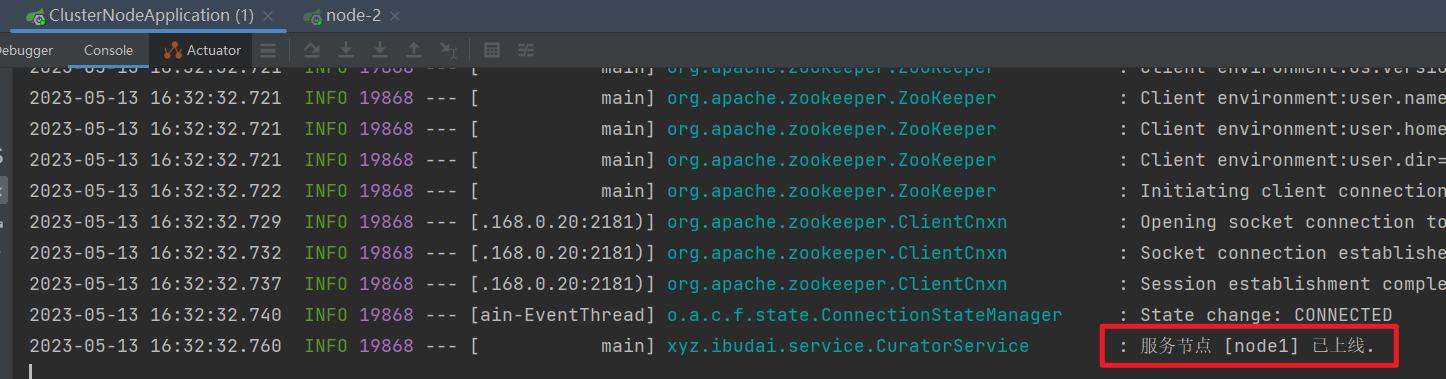 ClusterNodeApplication (1) × node-2 ×
Debugger Console Actuator
2023-05-13 16:32:32.721 INFO 19868 --- [ main] org.apache.zookeeper.ZooKeeper : Client environment:os.versio
2023-05-13 16:32:32.721 INFO 19868 --- [ main] org.apache.zookeeper.ZooKeeper : Client environment:user.name
2023-05-13 16:32:32.721 INFO 19868 --- [ main] org.apache.zookeeper.ZooKeeper : Client environment:user.home
2023-05-13 16:32:32.721 INFO 19868 --- [ main] org.apache.zookeeper.ZooKeeper : Client environment:user.dir=
2023-05-13 16:32:32.722 INFO 19868 --- [ main] org.apache.zookeeper.ZooKeeper : Initiating client connection
2023-05-13 16:32:32.729 INFO 19868 --- [.168.0.20:2181)] org.apache.zookeeper.ClientCnxn : Opening socket connection to
2023-05-13 16:32:32.732 INFO 19868 --- [.168.0.20:2181)] org.apache.zookeeper.ClientCnxn : Socket connection establishe
2023-05-13 16:32:32.737 INFO 19868 --- [.168.0.20:2181)] org.apache.zookeeper.ClientCnxn : Session establishment comple
2023-05-13 16:32:32.740 INFO 19868 --- [ain-EventThread] o.a.c.f.state.ConnectionStateManager : State change: CONNECTED
2023-05-13 16:32:32.760 INFO 19868 --- [ main] xyz.ibudai.service.CuratorService : 服务节点 [node1] 已上线.